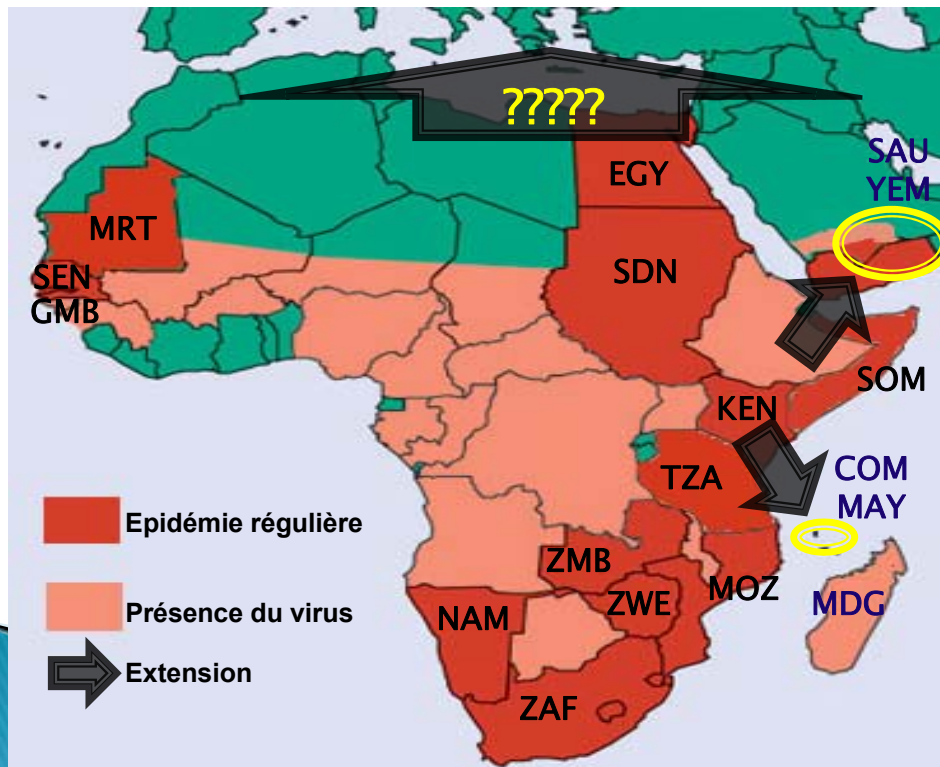 ?????
SAU
YEM
EGY
MRT
SDN
SEN
GMB
SOM
KEN
COM
MAY
TZA
ZMB
MOZ
ZWE
MDG
NAM
ZAF
Epidémie régulière
Présence du virus
Extension